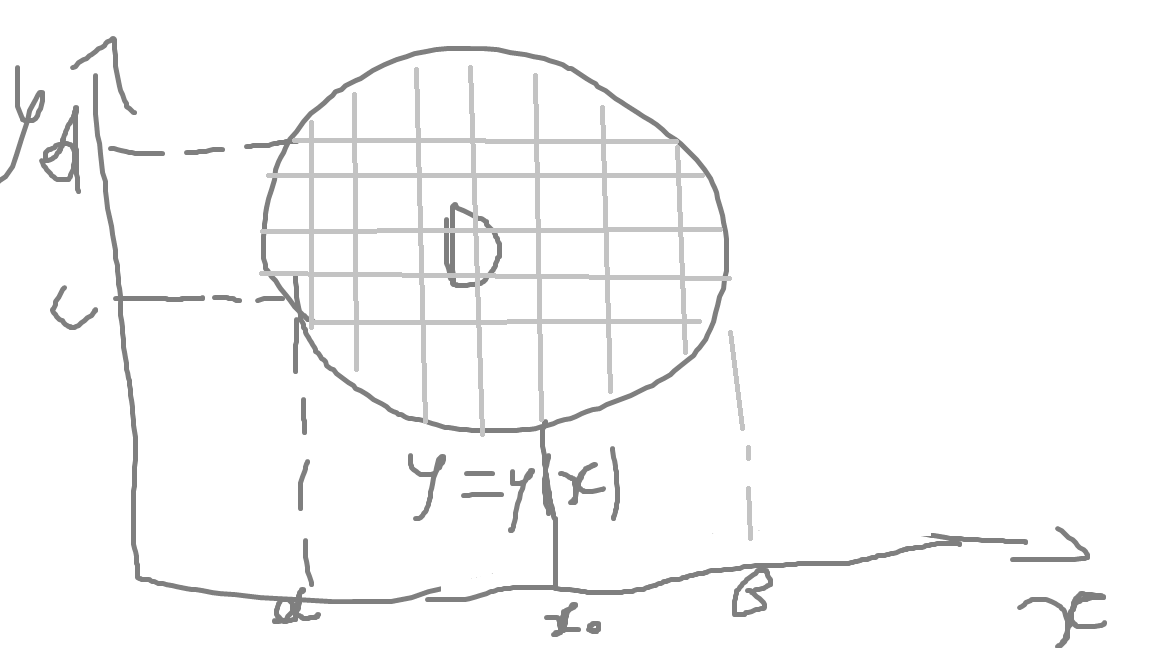 y
d
c
D
y = y(x)
α
x₀
β
x